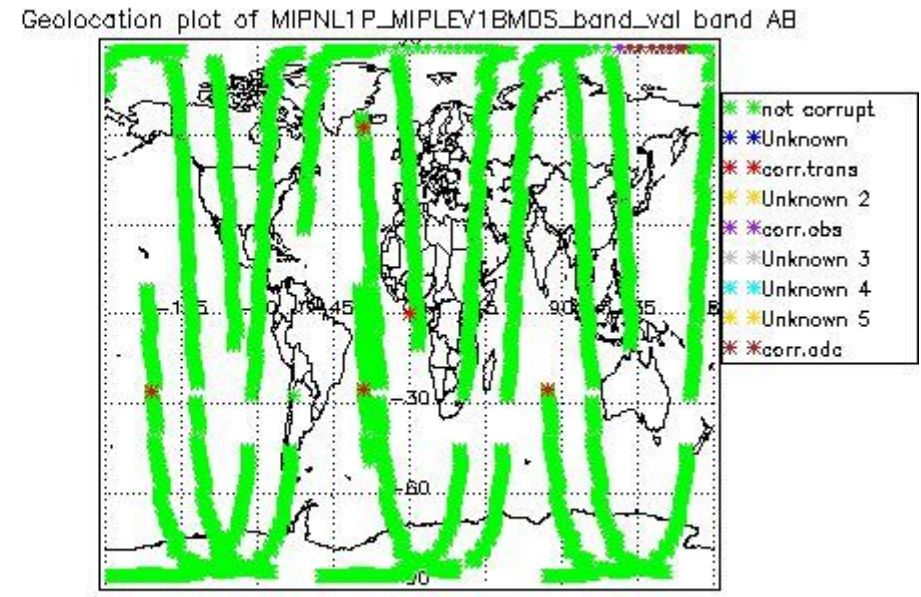 Geolocation plot of MIPNL1P_MIPLEV1BMDS_band_val band AB
not corrupt
Unknown
corr.trans
Unknown 2
corr.obs
Unknown 3
Unknown 4
Unknown 5
corr.adc
-30
-60